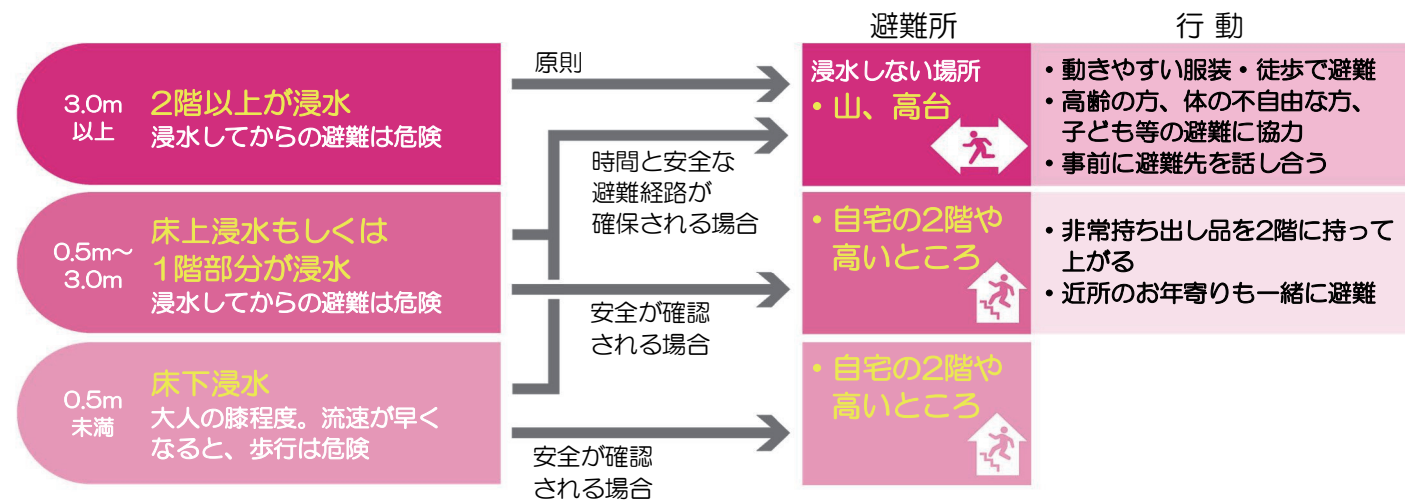 避難所
行 動
3.0m
以上
2階以上が浸水
浸水してからの避難は危険
原則
浸水しない場所
・山、高台
・動きやすい服装・徒歩で避難
・高齢の方、体の不自由な方、
子ども等の避難に協力
・事前に避難先を話し合う
時間と安全な
避難経路が
確保される場合
0.5m〜
3.0m
床上浸水もしくは
1階部分が浸水
浸水してからの避難は危険
安全が確認
される場合
・自宅の2階や
高いところ
・非常持ち出し品を2階に持って
上がる
・近所のお年寄りも一緒に避難
0.5m
未満
床下浸水
大人の膝程度。流速が早く
なると、歩行は危険
安全が確認
される場合
・自宅の2階や
高いところ